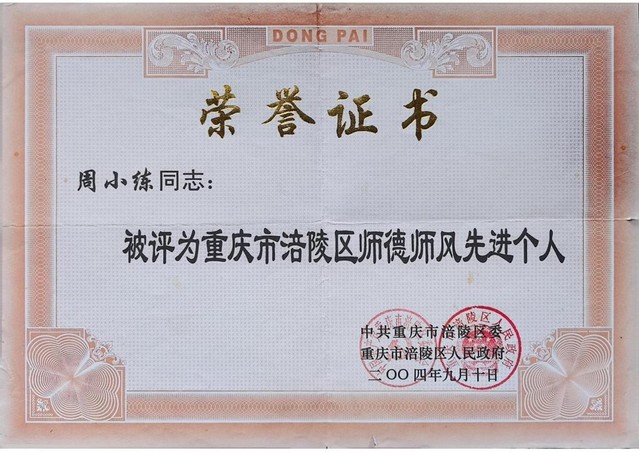 DONG PAI
荣誉证书
周小练同志：
被评为重庆市涪陵区师德师风先进个人
中共重庆市涪陵区委
重庆市涪陵区人民政府
二〇〇四年九月十日